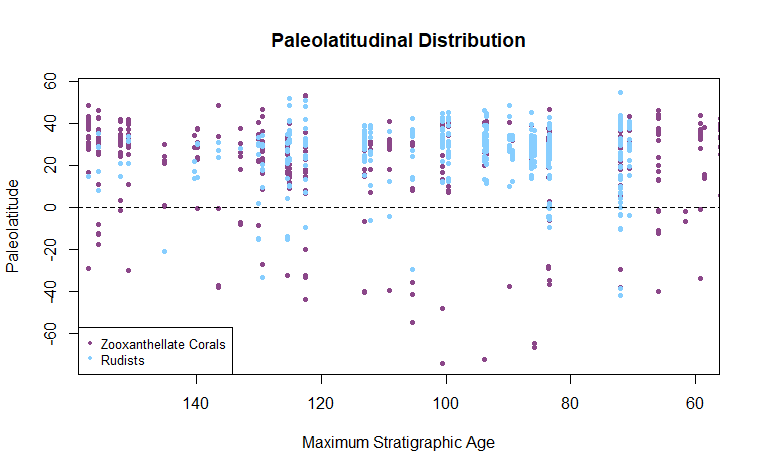 Paleolatitudinal Distribution
Paleolatitude
60
40
20
0
-20
-40
-60
Zooxanthellate Corals
Rudists
140
120
100
80
60
Maximum Stratigraphic Age